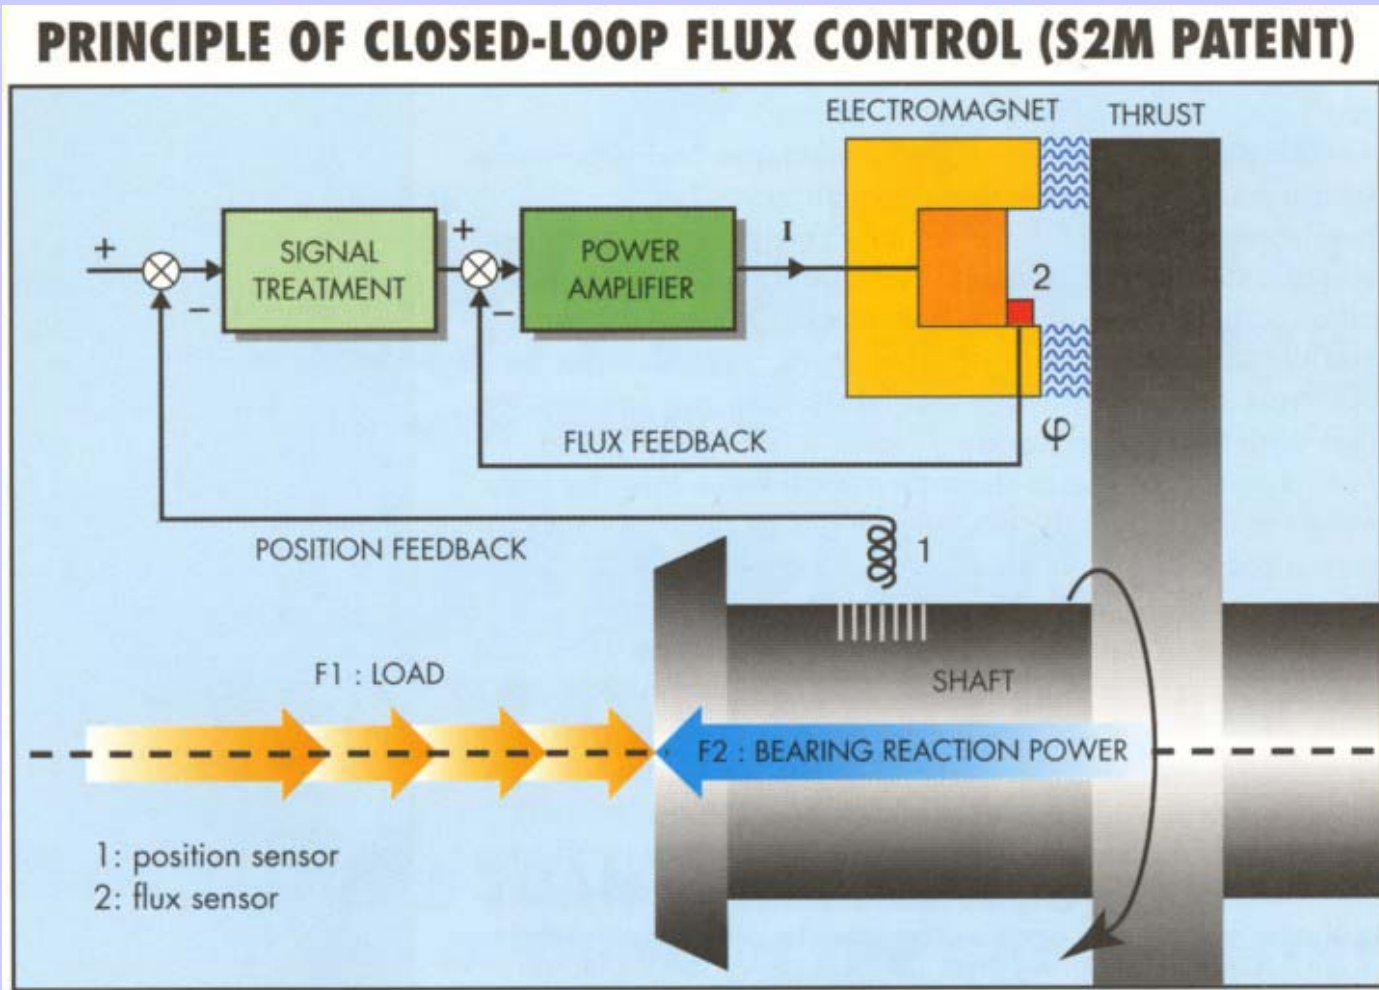 PRINCIPLE OF CLOSED-LOOP FLUX CONTROL (S2M PATENT)
ELECTROMAGNET
THRUST
+
SIGNAL
TREATMENT
−
+
POWER
AMPLIFIER
−
I
2
φ
FLUX FEEDBACK
POSITION FEEDBACK
1
F1 : LOAD
SHAFT
F2 : BEARING REACTION POWER
1: position sensor
2: flux sensor